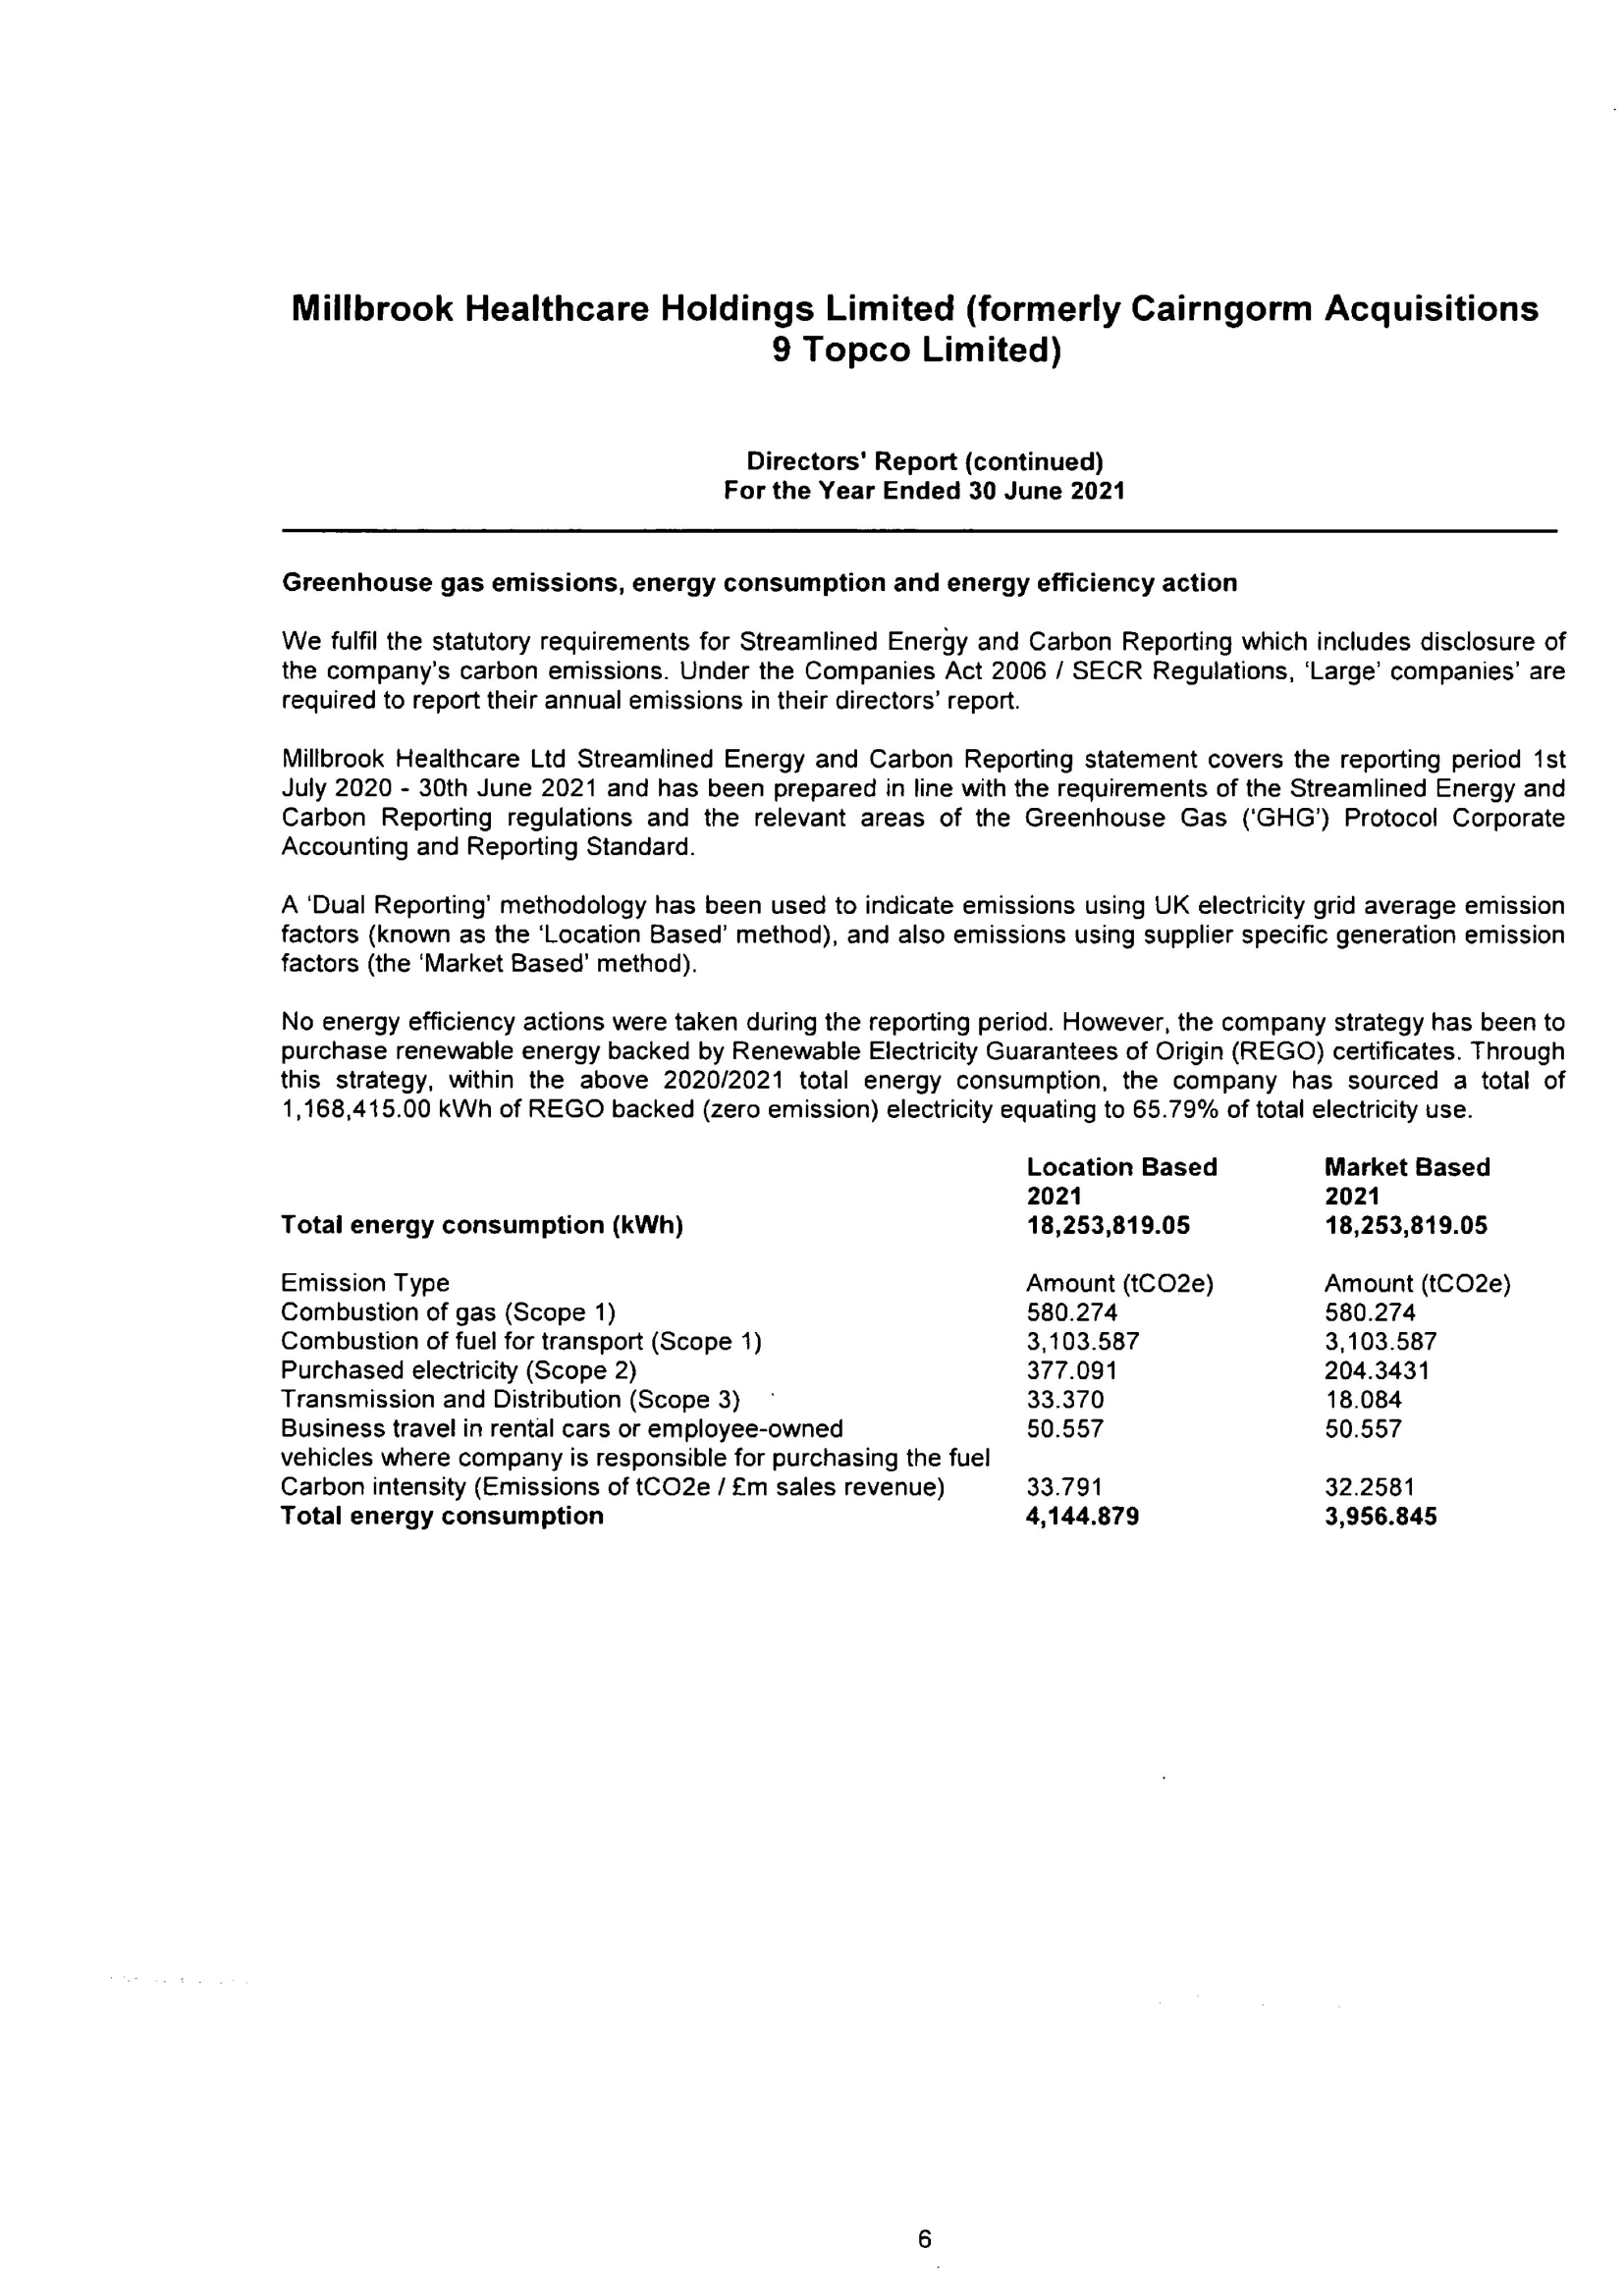 Millbrook Healthcare Holdings Limited (formerly Cairngorm Acquisitions
9 Topco Limited)
Directors' Report (continued)
For the Year Ended 30 June 2021
Greenhouse gas emissions, energy consumption and energy efficiency action
We fulfil the statutory requirements for Streamlined Energy and Carbon Reporting which includes disclosure of
the company's carbon emissions. Under the Companies Act 2006 / SECR Regulations, 'Large' companies' are
required to report their annual emissions in their directors' report.
Millbrook Healthcare Ltd Streamlined Energy and Carbon Reporting statement covers the reporting period 1st
July 2020 - 30th June 2021 and has been prepared in line with the requirements of the Streamlined Energy and
Carbon Reporting regulations and the relevant areas of the Greenhouse Gas ('GHG') Protocol Corporate
Accounting and Reporting Standard.
A 'Dual Reporting' methodology has been used to indicate emissions using UK electricity grid average emission
factors (known as the 'Location Based' method), and also emissions using supplier specific generation emission
factors (the 'Market Based' method).
No energy efficiency actions were taken during the reporting period. However, the company strategy has been to
purchase renewable energy backed by Renewable Electricity Guarantees of Origin (REGO) certificates. Through
this strategy, within the above 2020/2021 total energy consumption, the company has sourced a total of
1,168,415.00 kWh of REGO backed (zero emission) electricity equating to 65.79% of total electricity use.
Location Based Market Based
2021 2021
Total energy consumption (kWh) 18,253,819.05 18,253,819.05
Emission Type Amount (tCO2e) Amount (tCO2e)
Combustion of gas (Scope 1) 580.274 580.274
Combustion of fuel for transport (Scope 1) 3,103.587 3,103.587
Purchased electricity (Scope 2) 377.091 204.3431
Transmission and Distribution (Scope 3) 33.370 18.084
Business travel in rental cars or employee-owned 50.557 50.557
vehicles where company is responsible for purchasing the fuel
Carbon intensity (Emissions of tCO2e / £m sales revenue) 33.791 32.2581
Total energy consumption 4,144.879 3,956.845
6